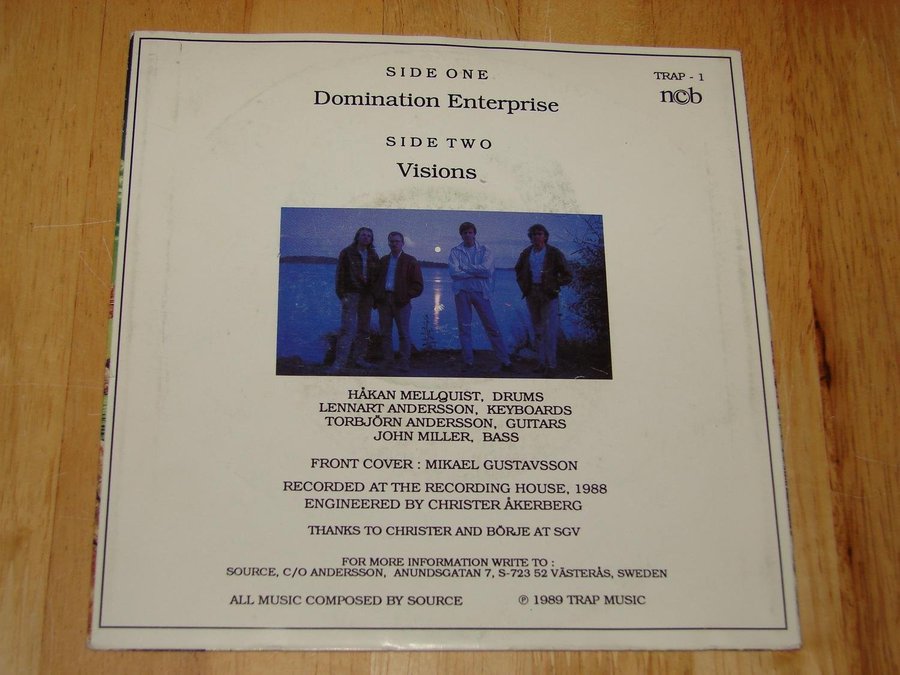 SIDE ONE
TRAP - 1
Domination Enterprise
ncb
SIDE TWO
Visions
HÅKAN MELLQUIST, DRUMS
LENNART ANDERSSON, KEYBOARDS
TORBJÖRN ANDERSSON, GUITARS
JOHN MILLER, BASS
FRONT COVER : MIKAEL GUSTAVSSON
RECORDED AT THE RECORDING HOUSE, 1988
ENGINEERED BY CHRISTER ÅKERBERG
THANKS TO CHRISTER AND BÖRJE AT SGV
FOR MORE INFORMATION WRITE TO :
SOURCE, C/O ANDERSSON, ANUNDSGATAN 7, S-723 52 VÄSTERÅS, SWEDEN
ALL MUSIC COMPOSED BY SOURCE ℗ 1989 TRAP MUSIC